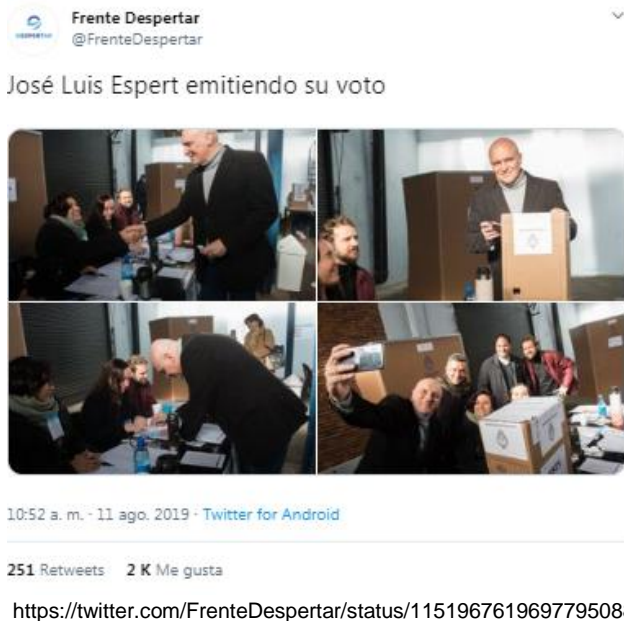 Frente Despertar
@FrenteDespertar
José Luis Espert emitiendo su voto
10:52 a. m. · 11 ago. 2019 · Twitter for Android
251 Retweets 2 K Me gusta